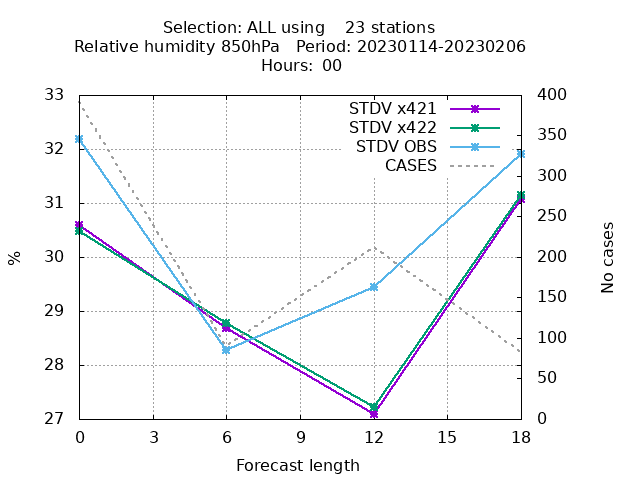 Selection: ALL using    23 stations
Relative humidity 850hPa   Period: 20230114-20230206
Hours: 00
33
32
31
30
29
28
27
400
350
300
250
200
150
100
50
0
STDV x421
STDV x422
STDV OBS
CASES
%
No cases
0 3 6 9 12 15 18
Forecast length